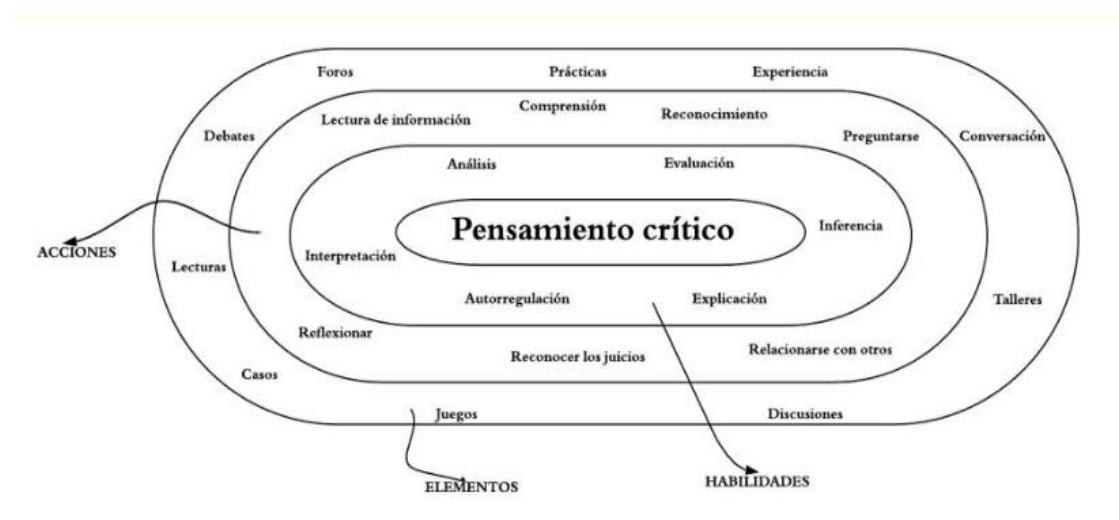 Foros
Prácticas
Experiencia
Debates
Lectura de información
Comprensión
Reconocimiento
Preguntarse
Conversación
Análisis
Evaluación
Pensamiento crítico
Inferencia
ACCIONES
Lecturas
Interpretación
Autorregulación
Explicación
Talleres
Reflexionar
Reconocer los juicios
Relacionarse con otros
Casos
Juegos
Discusiones
ELEMENTOS
HABILIDADES